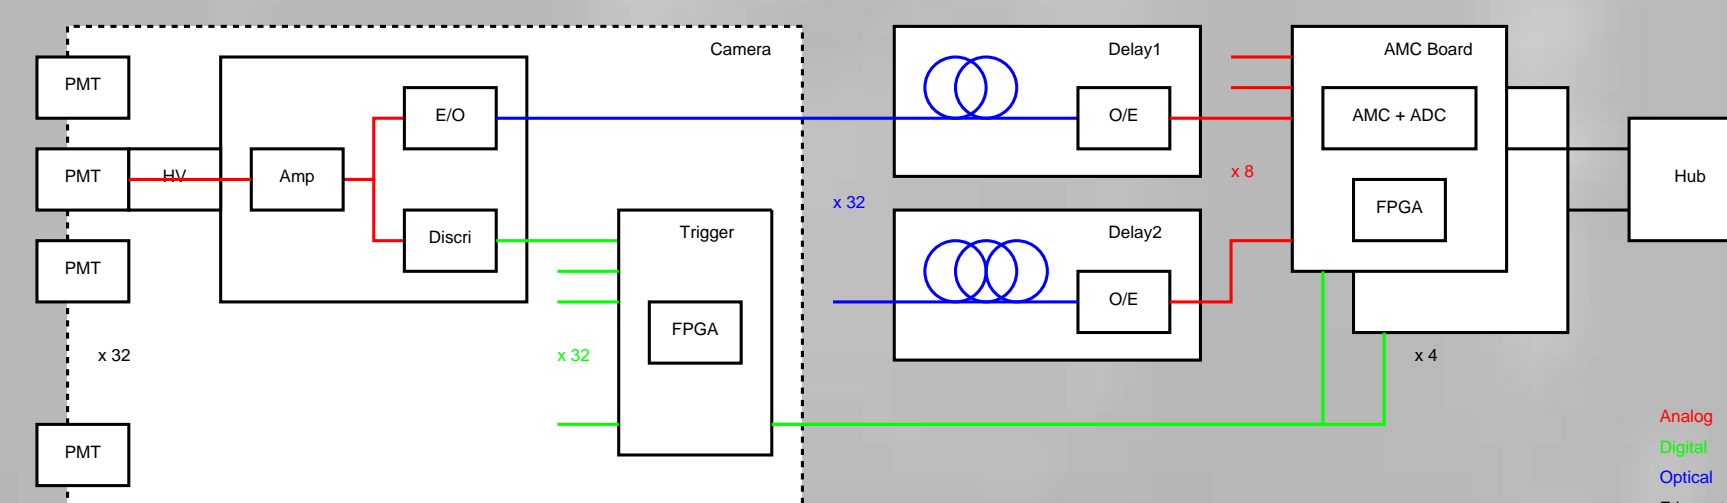 Camera
Delay1
AMC Board
PMT
E/O
O/E
AMC + ADC
PMT
HV
Amp
x 8
Hub
x 32
FPGA
PMT
Discri
Trigger
Delay2
O/E
FPGA
x 32
x 32
x 4
PMT
Analog
Digital
Optical